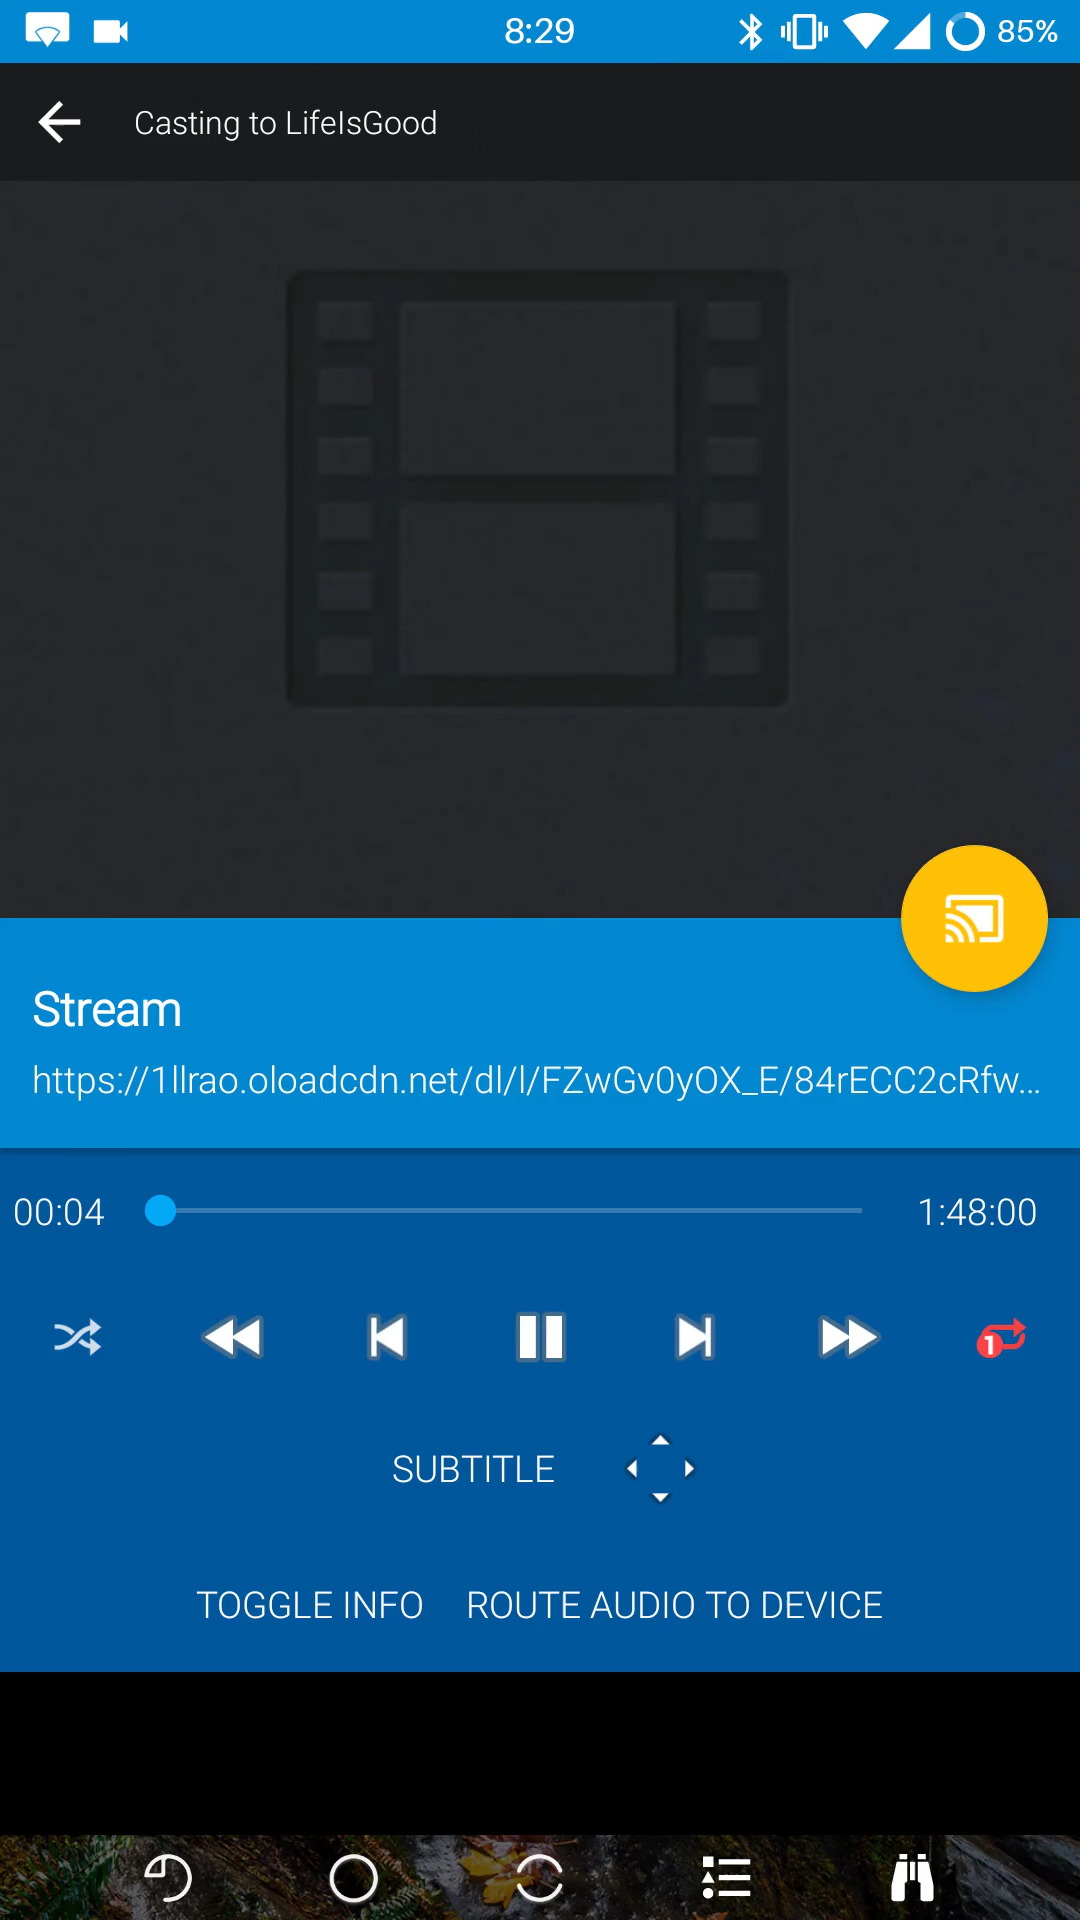 8:29
85%
Casting to LifeIsGood
Stream
https://1llrao.oloadcdn.net/dl/l/FZwGv0yOX_E/84rECC2cRfw...
00:04
1:48:00
1
SUBTITLE
TOGGLE INFO ROUTE AUDIO TO DEVICE